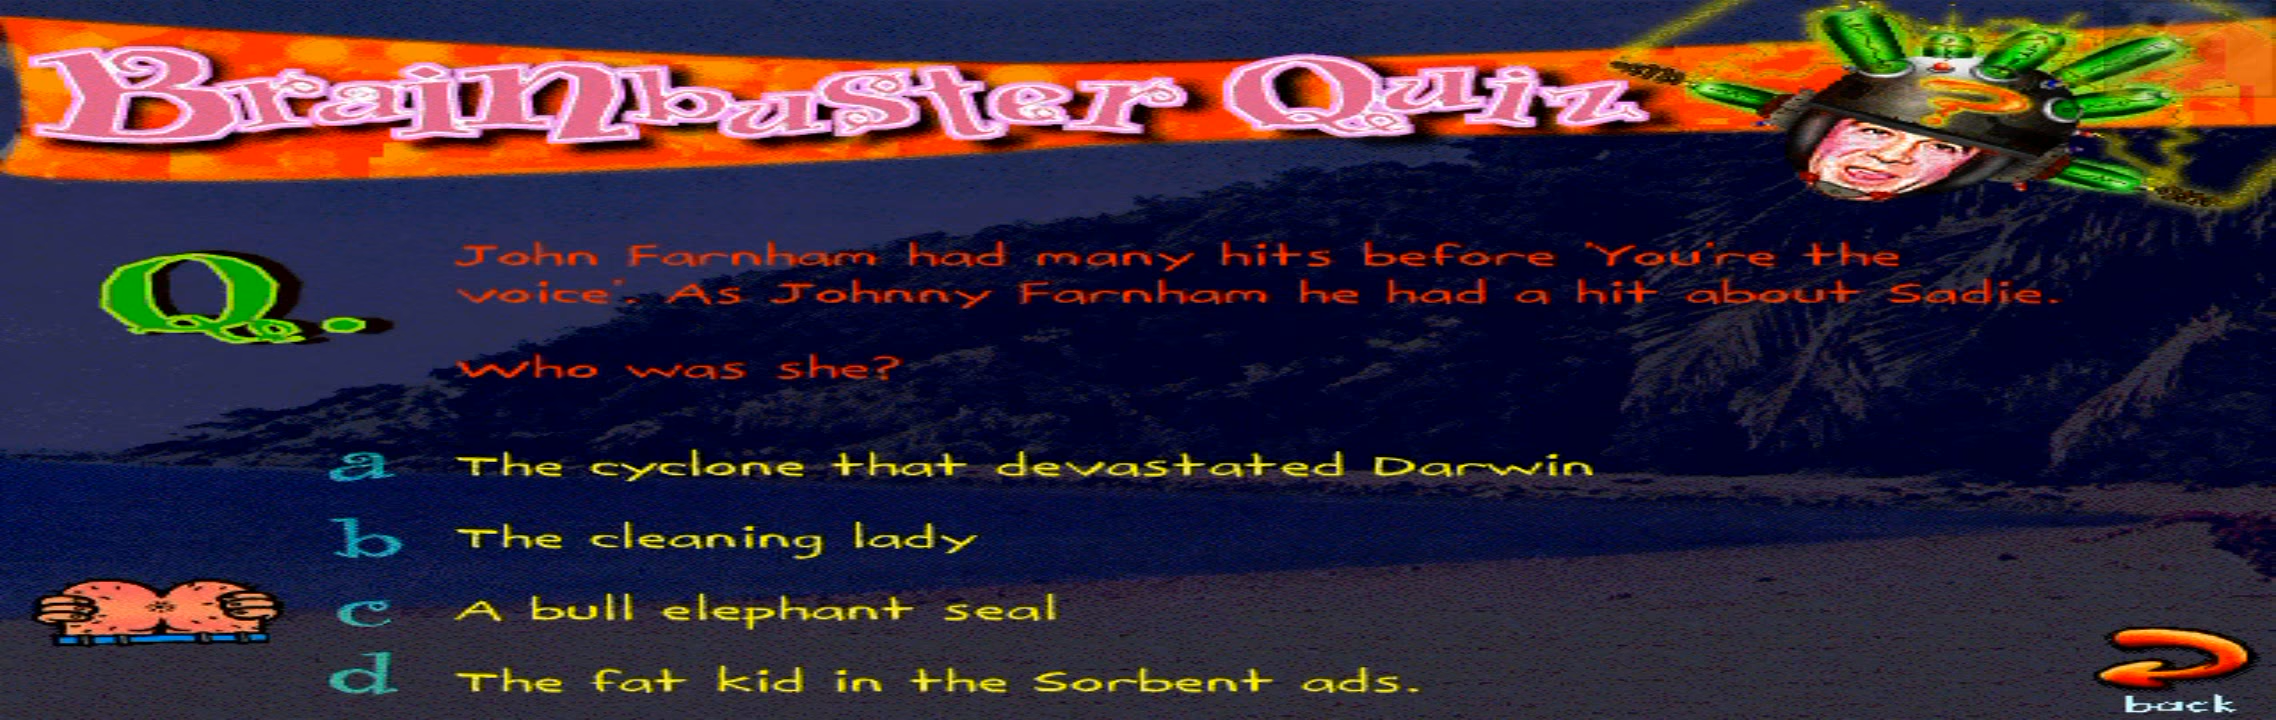 BraiNbuSter Quiz
Q.
John Farnham had many hits before 'You're the
voice'. As Johnny Farnham he had a hit about Sadie.
Who was she?
a The cyclone that devastated Darwin
b The cleaning lady
c A bull elephant seal
d The fat kid in the Sorbent ads.
back